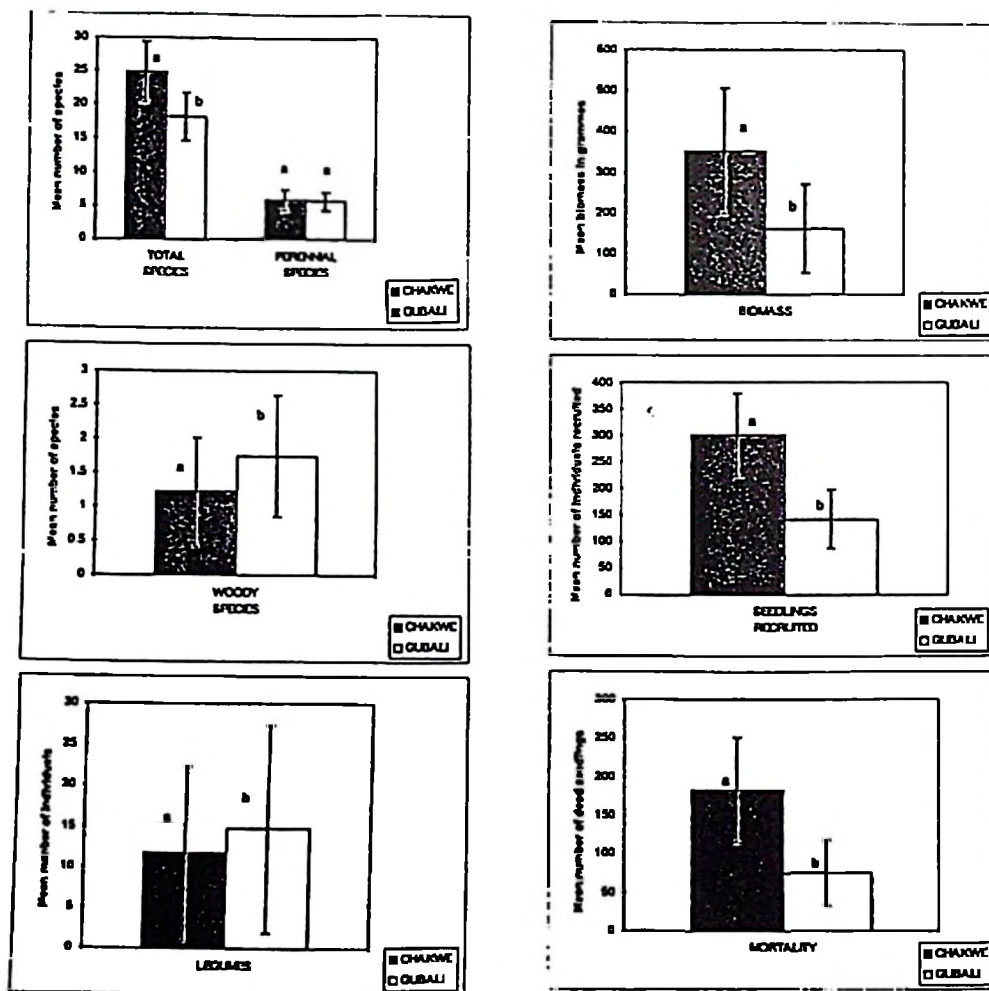 Mean number of species
30
25
20
15
10
5
0
a
b
a
a
TOTAL
SPECIES
PERENNIAL
SPECIES
CHAKWE
GUBALI
Mean biomass in grammes
600
500
400
300
200
100
0
a
b
BIOMASS
CHAKWE
GUBALI
Mean number of species
3
2.5
2
1.5
1
0.5
0
a
b
WOODY
SPECIES
CHAKWE
GUBALI
Mean number of individuals recruited
400
350
300
250
200
150
100
50
0
a
b
SEEDLINGS
RECRUITED
CHAKWE
GUBALI
Mean number of individuals
30
25
20
15
10
5
0
a
b
LEGUMES
CHAKWE
GUBALI
Mean number of dead seedlings
300
250
200
150
100
50
0
a
b
MORTALITY
CHAKWE
GUBALI